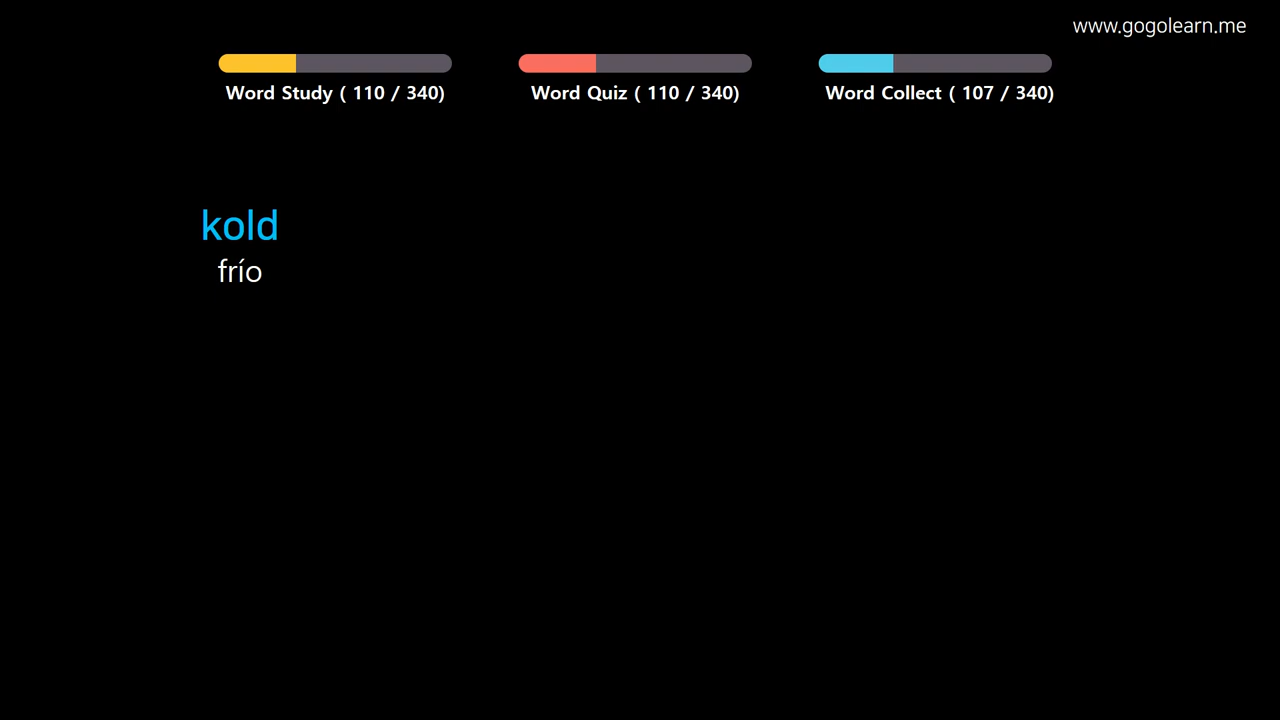 www.gogolearn.me
Word Study ( 110 / 340)
Word Quiz ( 110 / 340)
Word Collect ( 107 / 340)
kold
frío